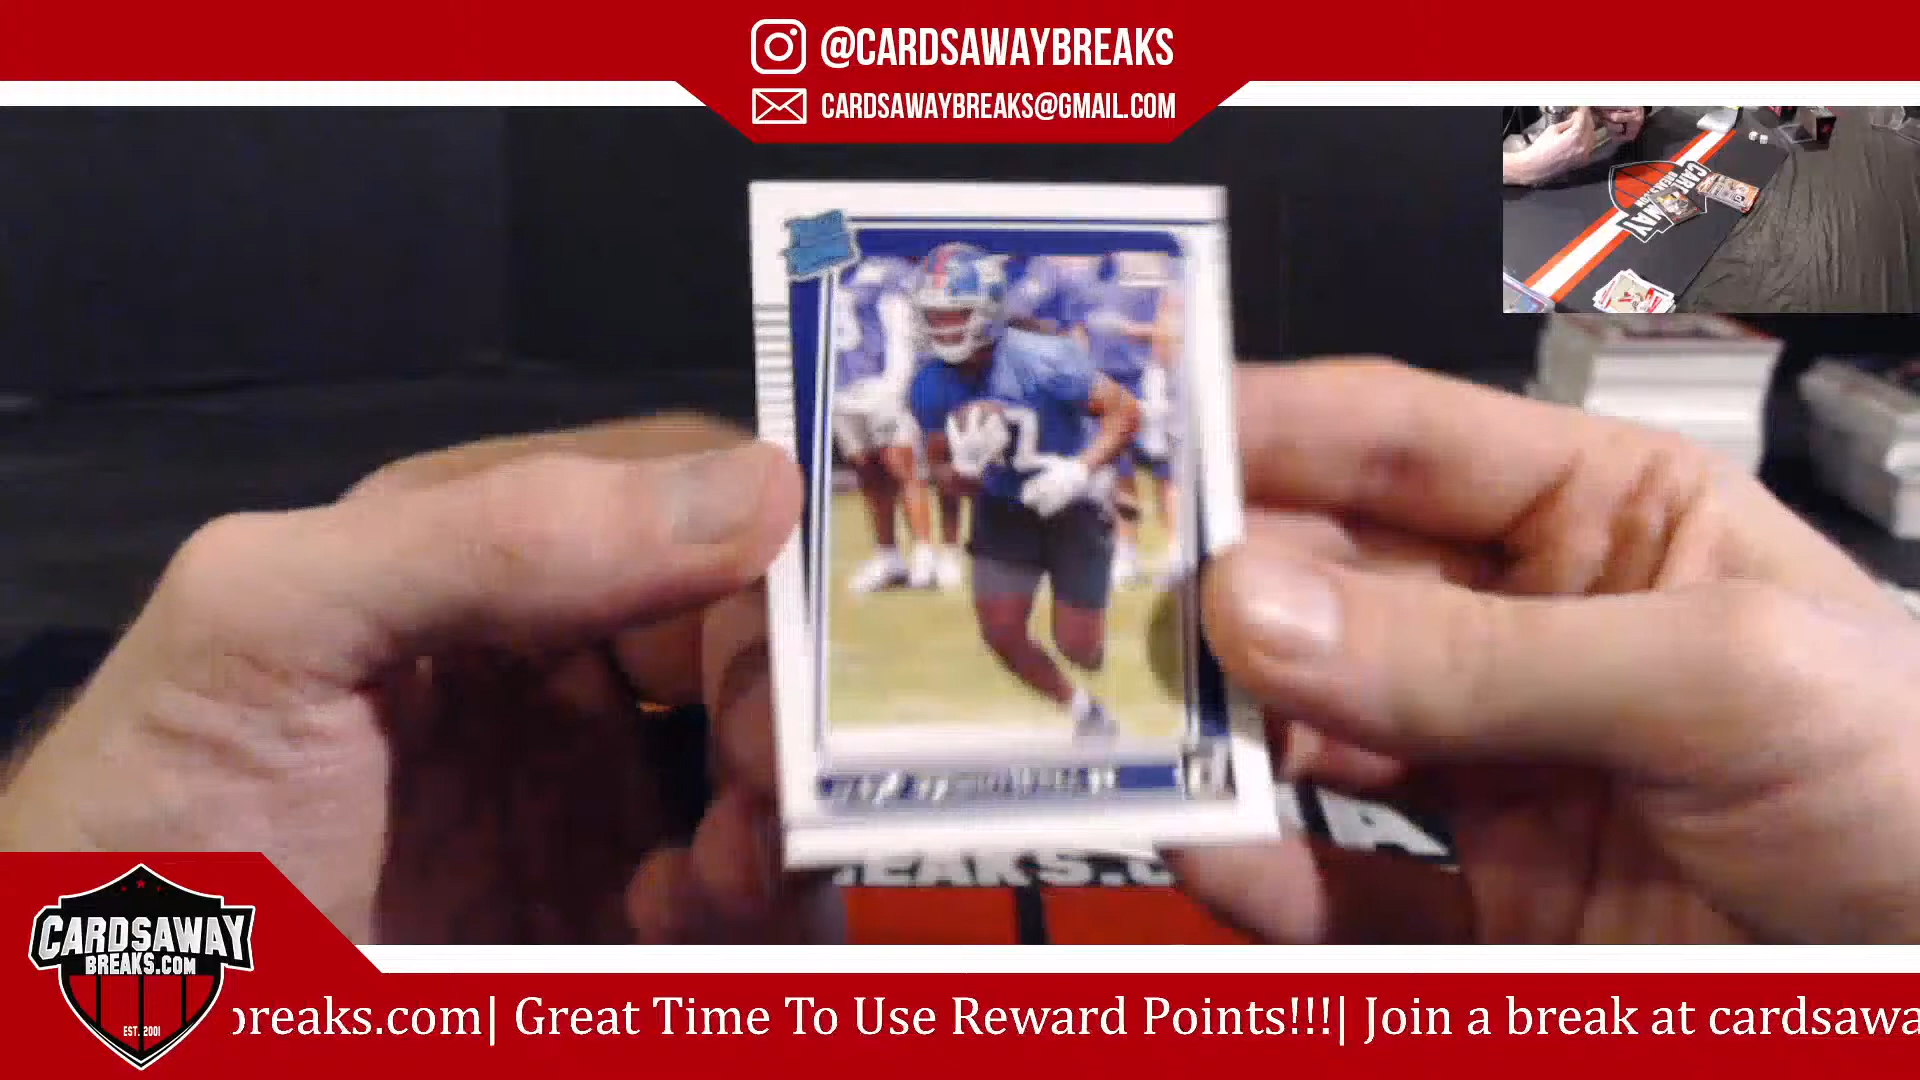 @CARDSAWAYBREAKS
CARDSAWAYBREAKS@GMAIL.COM
CARDSAWAY
BREAKS.COM
EST. 2001
breaks.com| Great Time To Use Reward Points!!!| Join a break at cardsawa